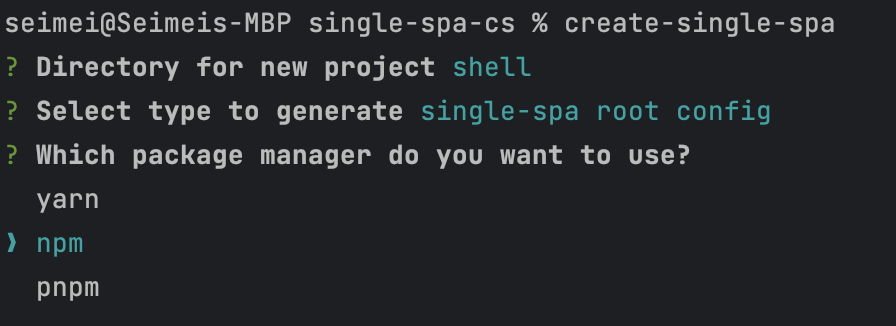 seimei@Seimeis-MBP single-spa-cs % create-single-spa
? Directory for new project shell
? Select type to generate single-spa root config
? Which package manager do you want to use?
yarn
❯ npm
pnpm